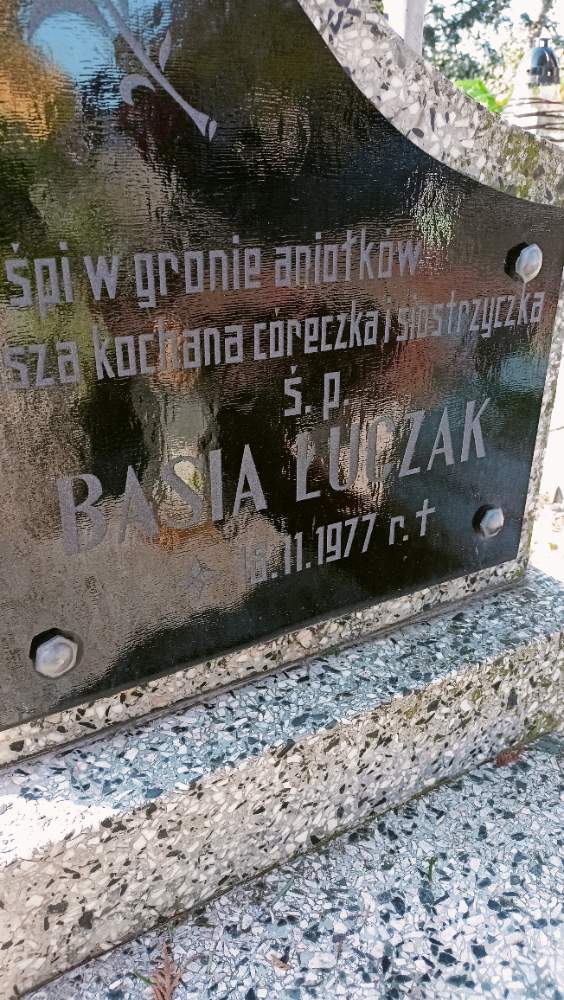 śpi w gronie aniołków
sza kochana córeczka i siostrzyczka
ś. p.
BASIA ŁUCZAK
* 18.11.1977 r. †